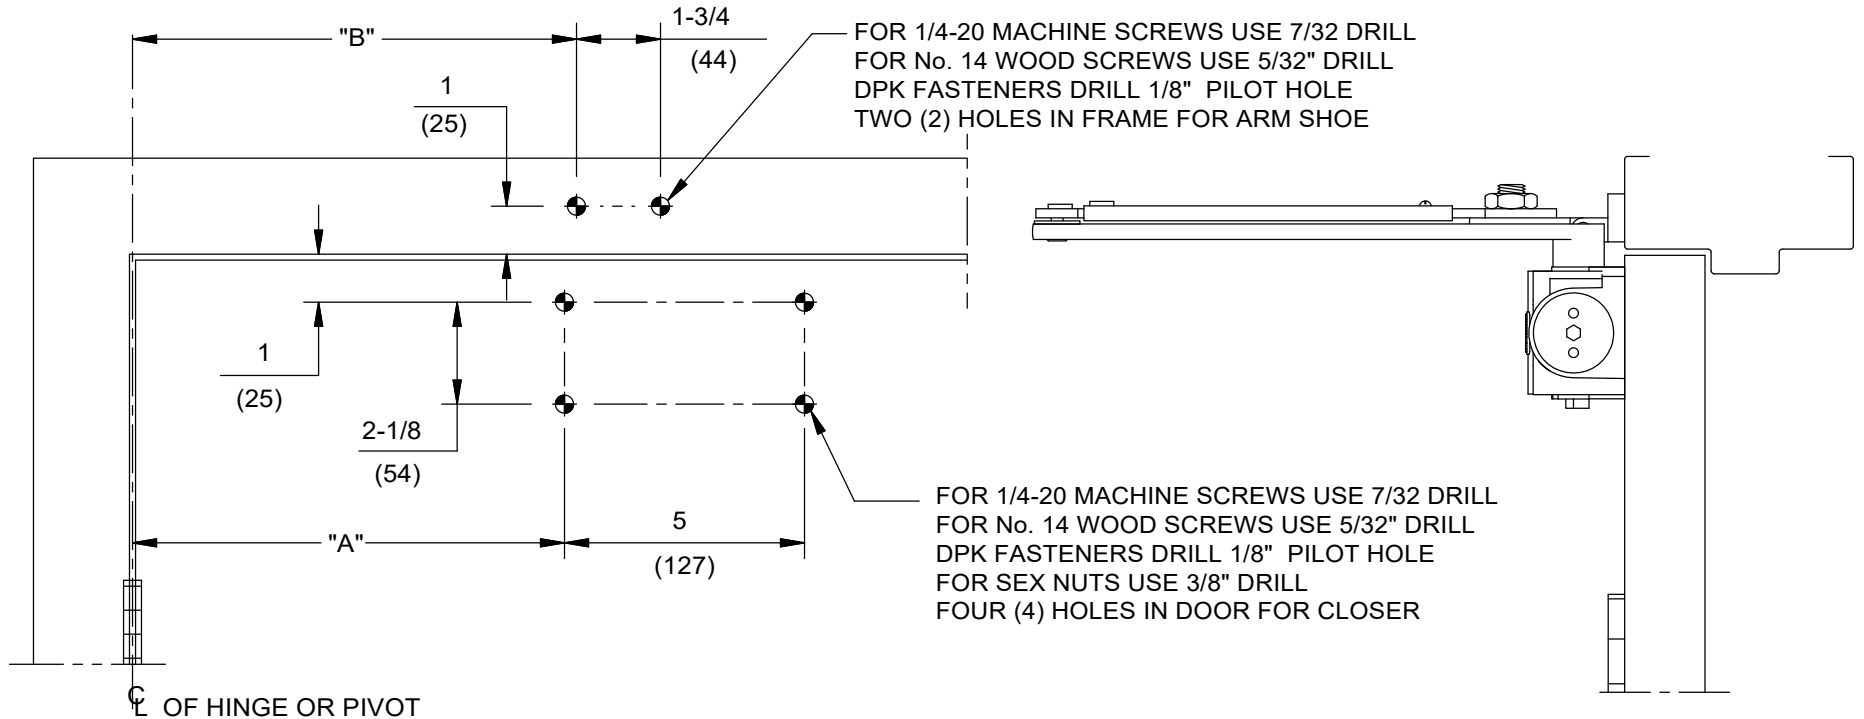 "B"
1-3/4
(44)
1
(25)
FOR 1/4-20 MACHINE SCREWS USE 7/32 DRILL
FOR No. 14 WOOD SCREWS USE 5/32" DRILL
DPK FASTENERS DRILL 1/8" PILOT HOLE
TWO (2) HOLES IN FRAME FOR ARM SHOE
1
(25)
2-1/8
(54)
"A"
5
(127)
FOR 1/4-20 MACHINE SCREWS USE 7/32 DRILL
FOR No. 14 WOOD SCREWS USE 5/32" DRILL
DPK FASTENERS DRILL 1/8" PILOT HOLE
FOR SEX NUTS USE 3/8" DRILL
FOUR (4) HOLES IN DOOR FOR CLOSER
CL OF HINGE OR PIVOT